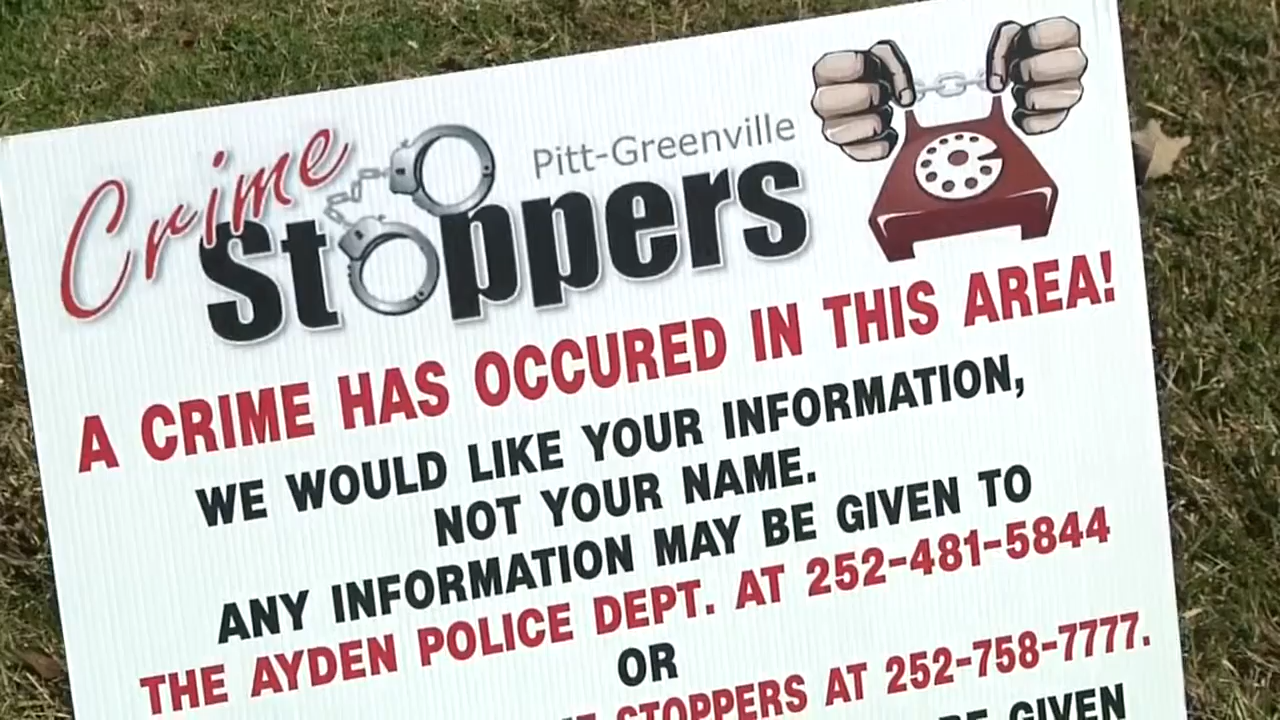 Crime
Pitt-Greenville
Stoppers
A CRIME HAS OCCURED IN THIS AREA!
WE WOULD LIKE YOUR INFORMATION,
NOT YOUR NAME.
ANY INFORMATION MAY BE GIVEN TO
THE AYDEN POLICE DEPT. AT 252-481-5844
OR
STOPPERS AT 252-758-7777.
BE GIVEN